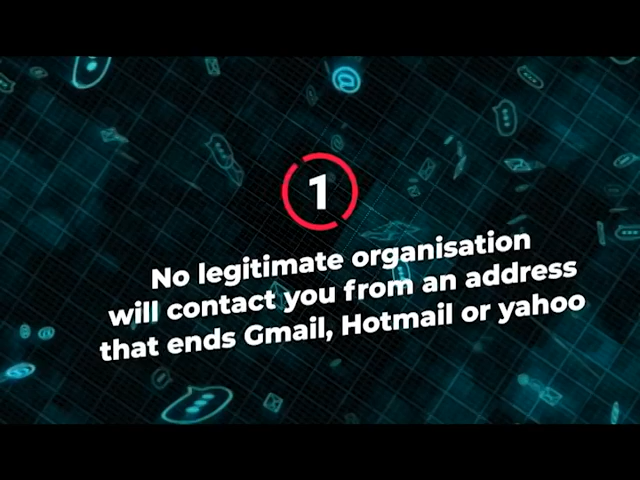 1
No legitimate organisation
will contact you from an address
that ends Gmail, Hotmail or yahoo